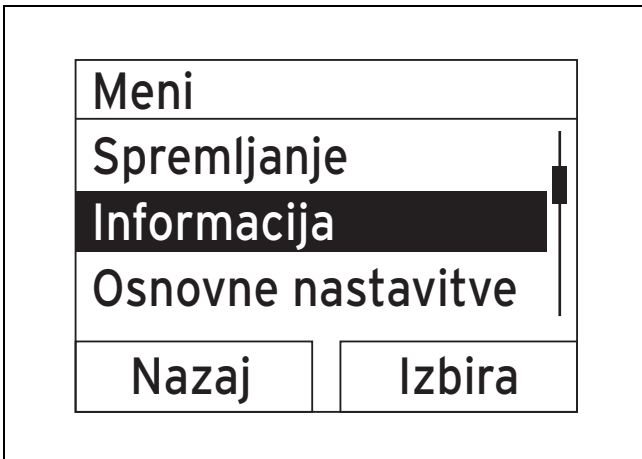 Meni
Spremljanje
Informacija
Osnovne nastavitve
Nazaj Izbira